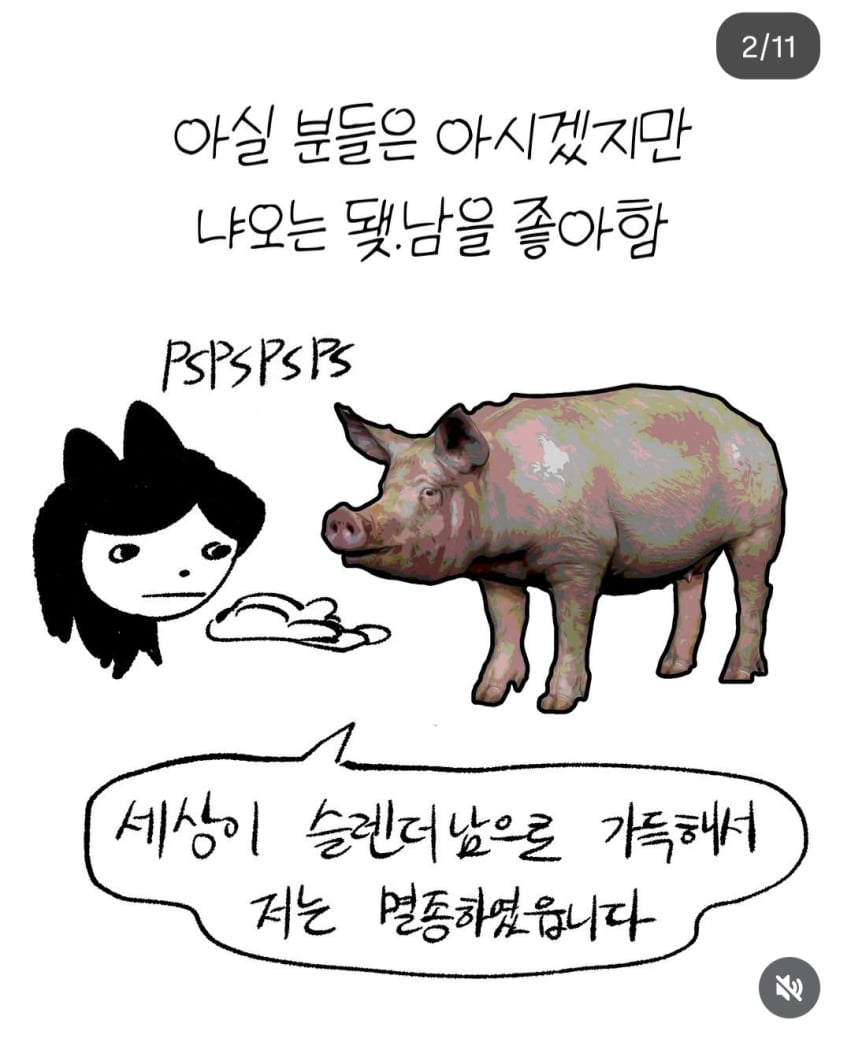 2/11
아실 분들은 아시겠지만
냐오는 됒.남을 좋아함
PSPSPSPS
세상이 슬렌더남으로 가득해서
저는 멸종하였읍니다